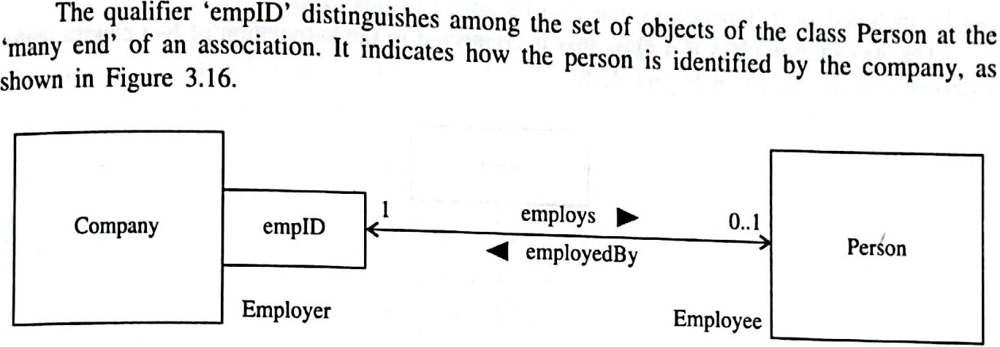 The qualifier ‘empID’ distinguishes among the set of objects of the class Person at the
‘many end’ of an association. It indicates how the person is identified by the company, as
shown in Figure 3.16.
1
employs ▶
0..1
Company
empID
Person
◀ employedBy
Employer
Employee